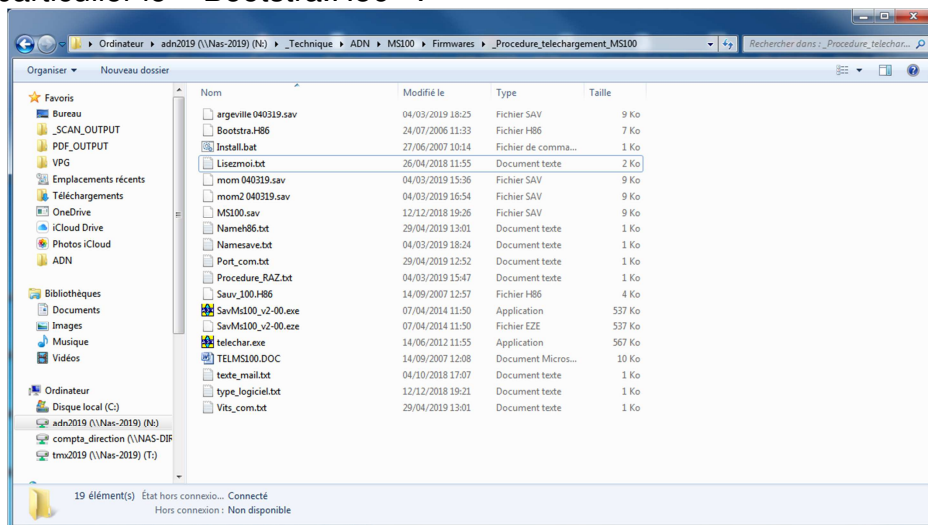 particulier le « Bootstra.H86 » :
Ordinateur ▸ adn2019 (\\Nas-2019) (N:) ▸ _Technique ▸ ADN ▸ MS100 ▸ Firmwares ▸ _Procedure_telechargement_MS100
Rechercher dans : _Procedure_telechar...
Organiser Nouveau dossier
Nom Modifié le Type Taille
argeville 040319.sav 04/03/2019 18:25 Fichier SAV 9 Ko
Bootstra.H86 24/07/2006 11:33 Fichier H86 7 Ko
Install.bat 27/06/2007 10:14 Fichier de comma... 1 Ko
Lisezmoi.txt 26/04/2018 11:55 Document texte 2 Ko
mom 040319.sav 04/03/2019 15:36 Fichier SAV 9 Ko
mom2 040319.sav 04/03/2019 16:54 Fichier SAV 9 Ko
MS100.sav 12/12/2018 19:26 Fichier SAV 9 Ko
Nameh86.txt 29/04/2019 13:01 Document texte 1 Ko
Namesave.txt 04/03/2019 18:24 Document texte 1 Ko
Port_com.txt 29/04/2019 12:52 Document texte 1 Ko
Procedure_RAZ.txt 04/03/2019 15:47 Document texte 1 Ko
Sauv_100.H86 14/09/2007 12:57 Fichier H86 4 Ko
SavMs100_v2-00.exe 07/04/2014 11:50 Application 537 Ko
SavMs100_v2-00.eze 07/04/2014 11:50 Fichier EZE 537 Ko
telechar.exe 14/06/2012 11:55 Application 567 Ko
TELMS100.DOC 14/09/2007 12:08 Document Micros... 10 Ko
texte_mail.txt 04/10/2018 17:07 Document texte 1 Ko
type_logiciel.txt 12/12/2018 19:21 Document texte 1 Ko
Vits_com.txt 29/04/2019 13:01 Document texte 1 Ko
Favoris
Bureau
_SCAN_OUTPUT
PDF_OUTPUT
VPG
Emplacements récents
Téléchargements
OneDrive
iCloud Drive
Photos iCloud
ADN
Bibliothèques
Documents
Images
Musique
Vidéos
Ordinateur
Disque local (C:)
adn2019 (\\Nas-2019) (N:)
compta_direction (\\NAS-DIR
tmx2019 (\\Nas-2019) (T:)
19 élément(s) État hors connexio... Connecté
Hors connexion : Non disponible